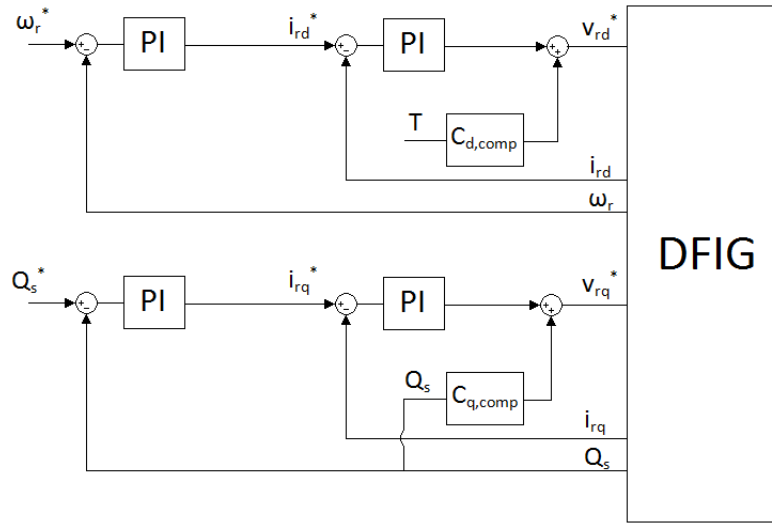 ωr* PI ird* PI vrd*
T Cd,comp
ird
ωr
DFIG
Qs* PI irq* PI vrq*
Qs Cq,comp
irq
Qs